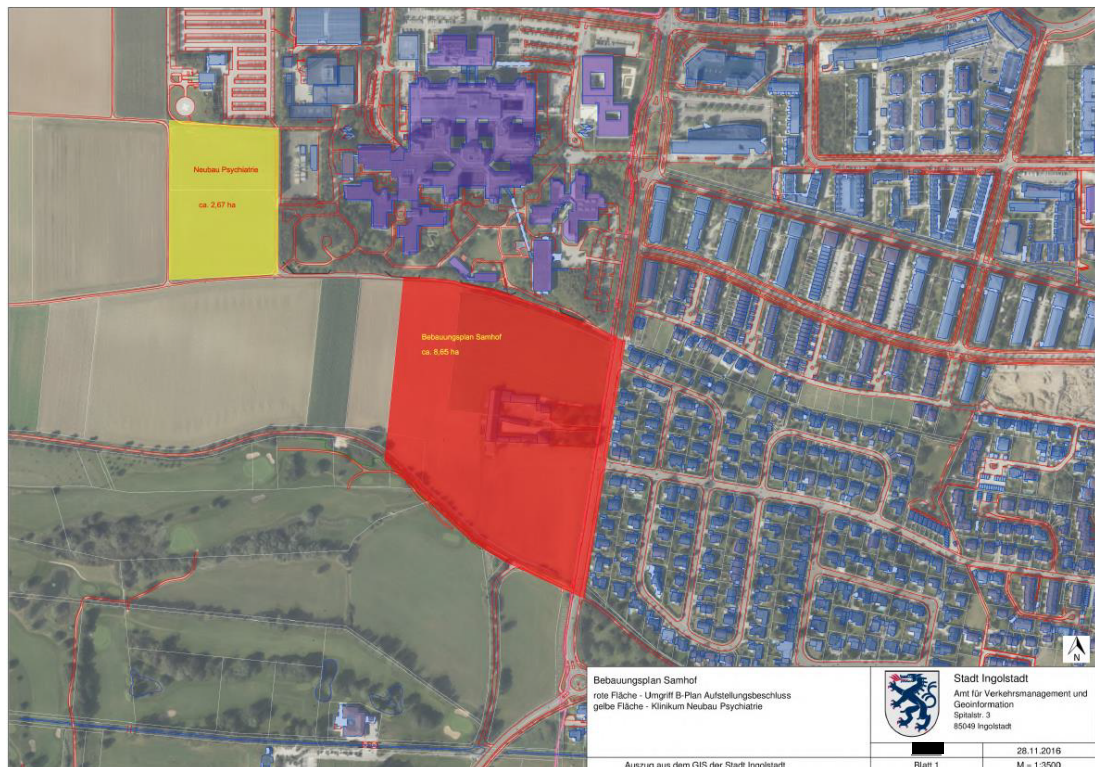 Neubau Psychiatrie
ca. 2,67 ha
Bebauungsplan Samhof
ca. 8,65 ha
N
Bebauungsplan Samhof
rote Fläche - Umgriff B-Plan Aufstellungsbeschluss
gelbe Fläche - Klinikum Neubau Psychiatrie
Stadt Ingolstadt
Amt für Verkehrsmanagement und
Geoinformation
Spitalstr. 3
85049 Ingolstadt
28.11.2016
Auszug aus dem GIS der Stadt Ingolstadt
Blatt 1
M = 1:3500